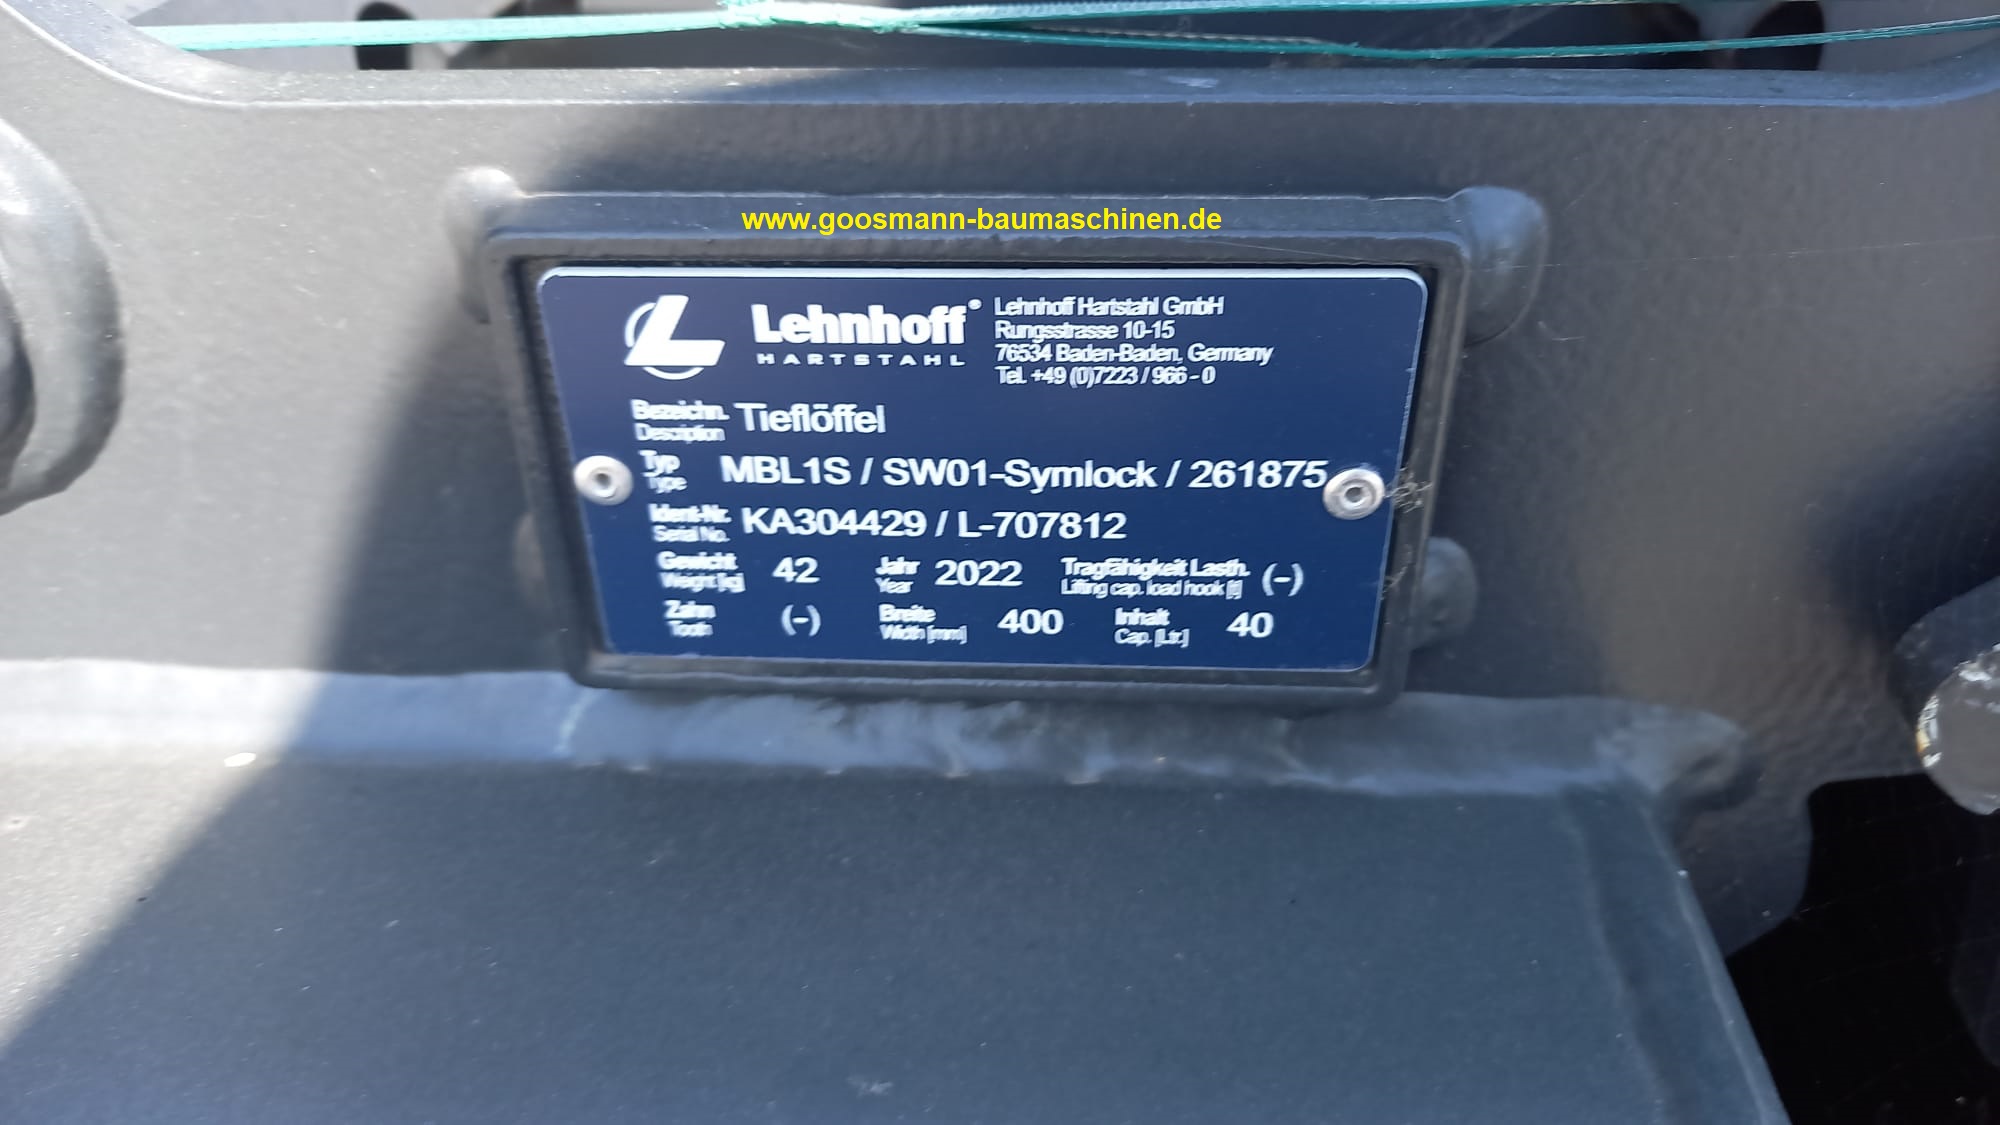 www.goosmann-baumaschinen.de
Lehnhoff®
HARTSTAHL
Lehnhoff Hartstahl GmbH
Rungsstrasse 10-15
76534 Baden-Baden, Germany
Tel. +49 (0)7223 / 966 - 0
Bezeichn. Tieflöffel
Description
Typ MBL1S / SW01-Symlock / 261875
Type
Ident-Nr. KA304429 / L-707812
Serial No.
Gewicht 42 Jahr 2022 Tragfähigkeit Lasth. (-)
Weight [kg] Year Lifting cap. load hook [t]
Zahn (-) Breite 400 Inhalt 40
Tooth Width [mm] Cap. [Ltr.]